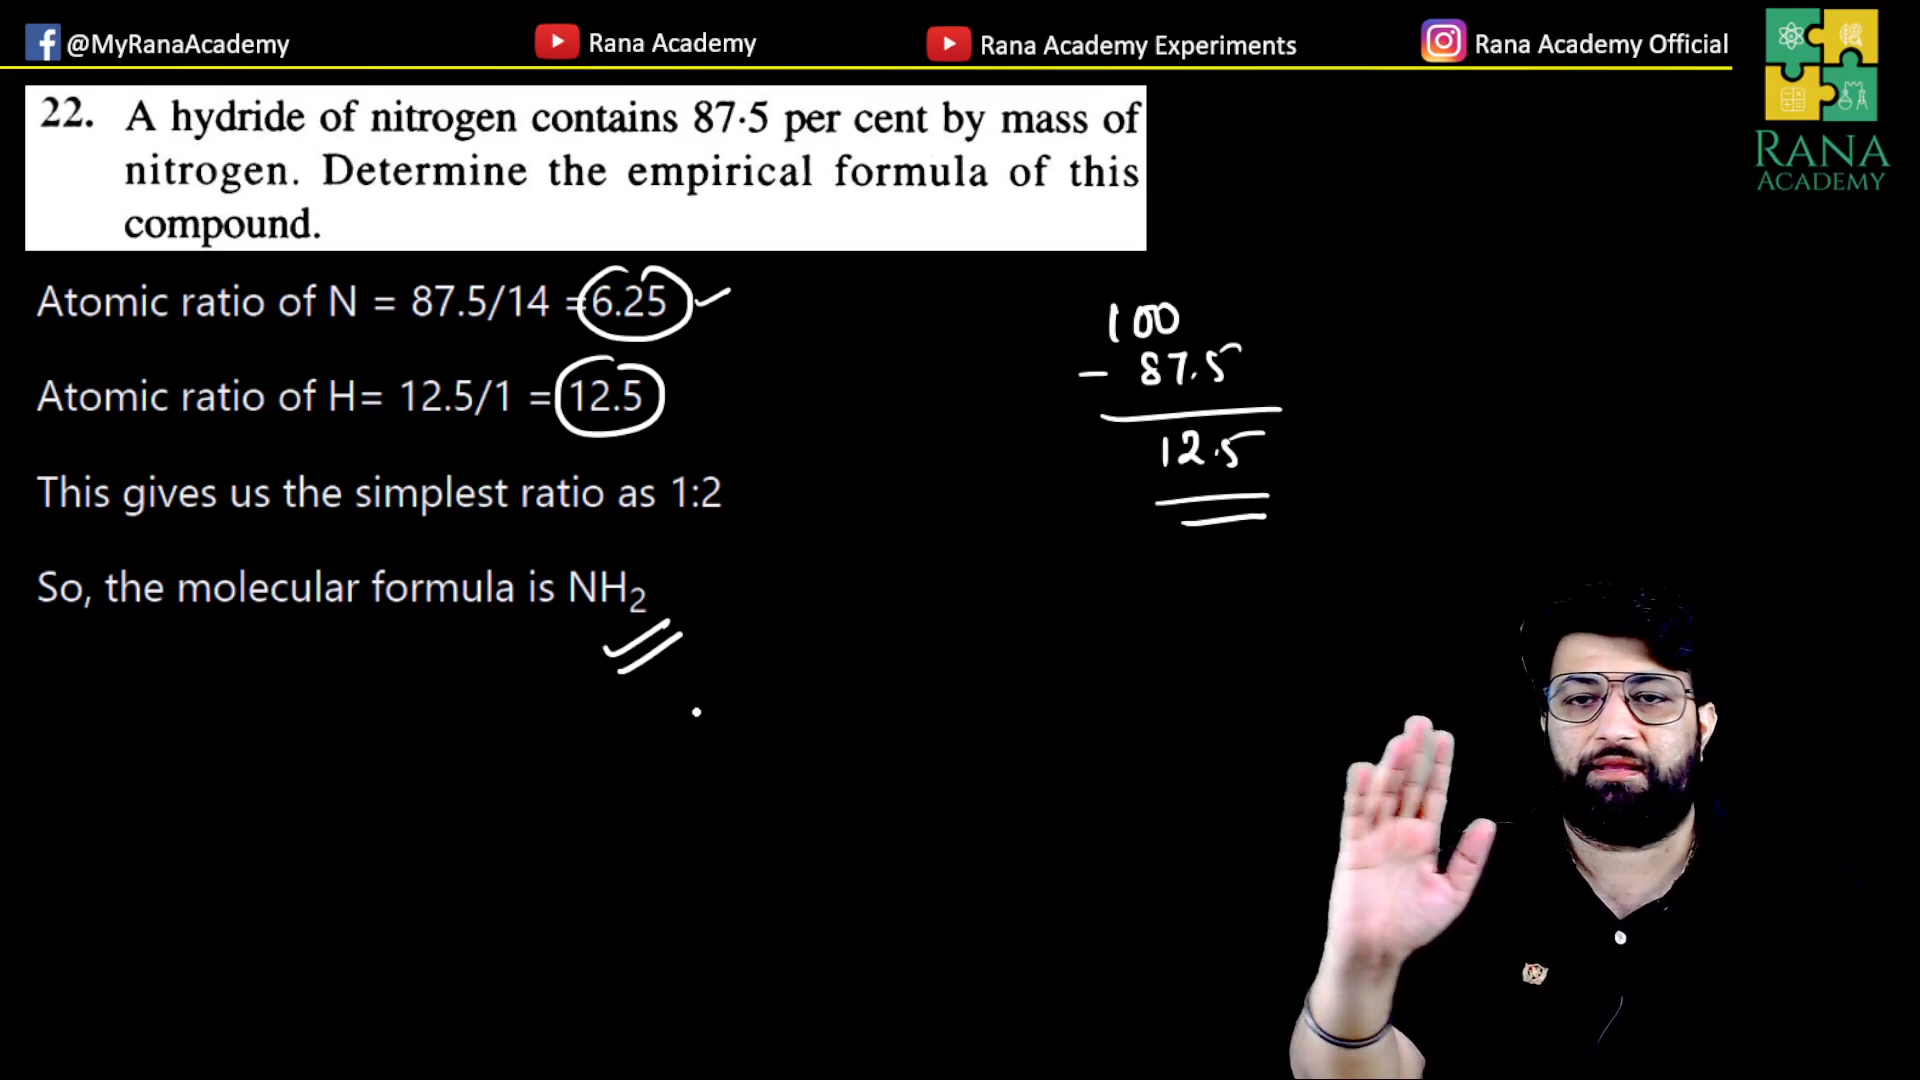 @MyRanaAcademy
Rana Academy
Rana Academy Experiments
Rana Academy Official
RANA
ACADEMY
22. A hydride of nitrogen contains 87·5 per cent by mass of
nitrogen. Determine the empirical formula of this
compound.
Atomic ratio of N = 87.5/14 =6.25
Atomic ratio of H= 12.5/1 = 12.5
This gives us the simplest ratio as 1:2
So, the molecular formula is NH₂
100
- 87.5
12.5